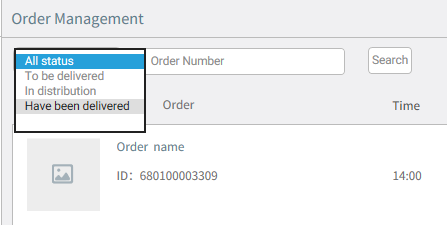 Order Management
All status
To be delivered
In distribution
Have been delivered
Order Number
Search
Order
Time
Order name
ID: 680100003309
14:00